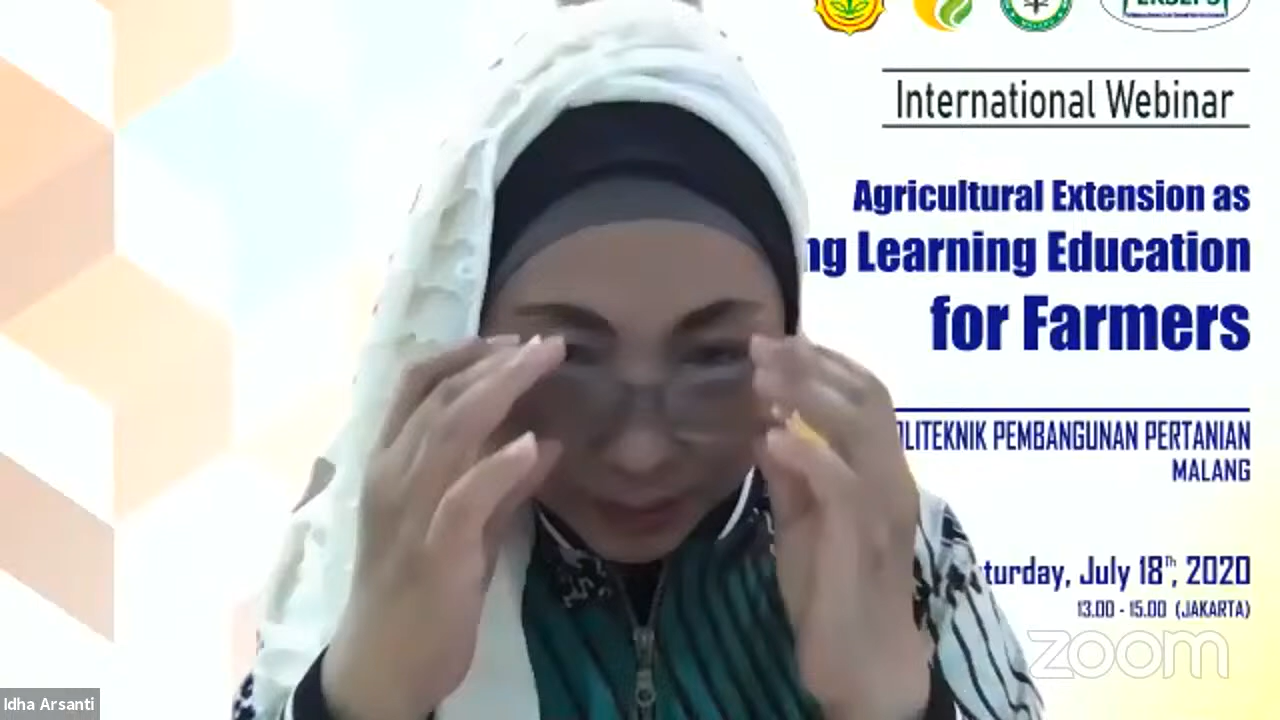 International Webinar
Agricultural Extension as
ng Learning Education
for Farmers
OLITEKNIK PEMBANGUNAN PERTANIAN
MALANG
turday, July 18th, 2020
13.00 - 15.00 (JAKARTA)
zoom
Idha Arsanti